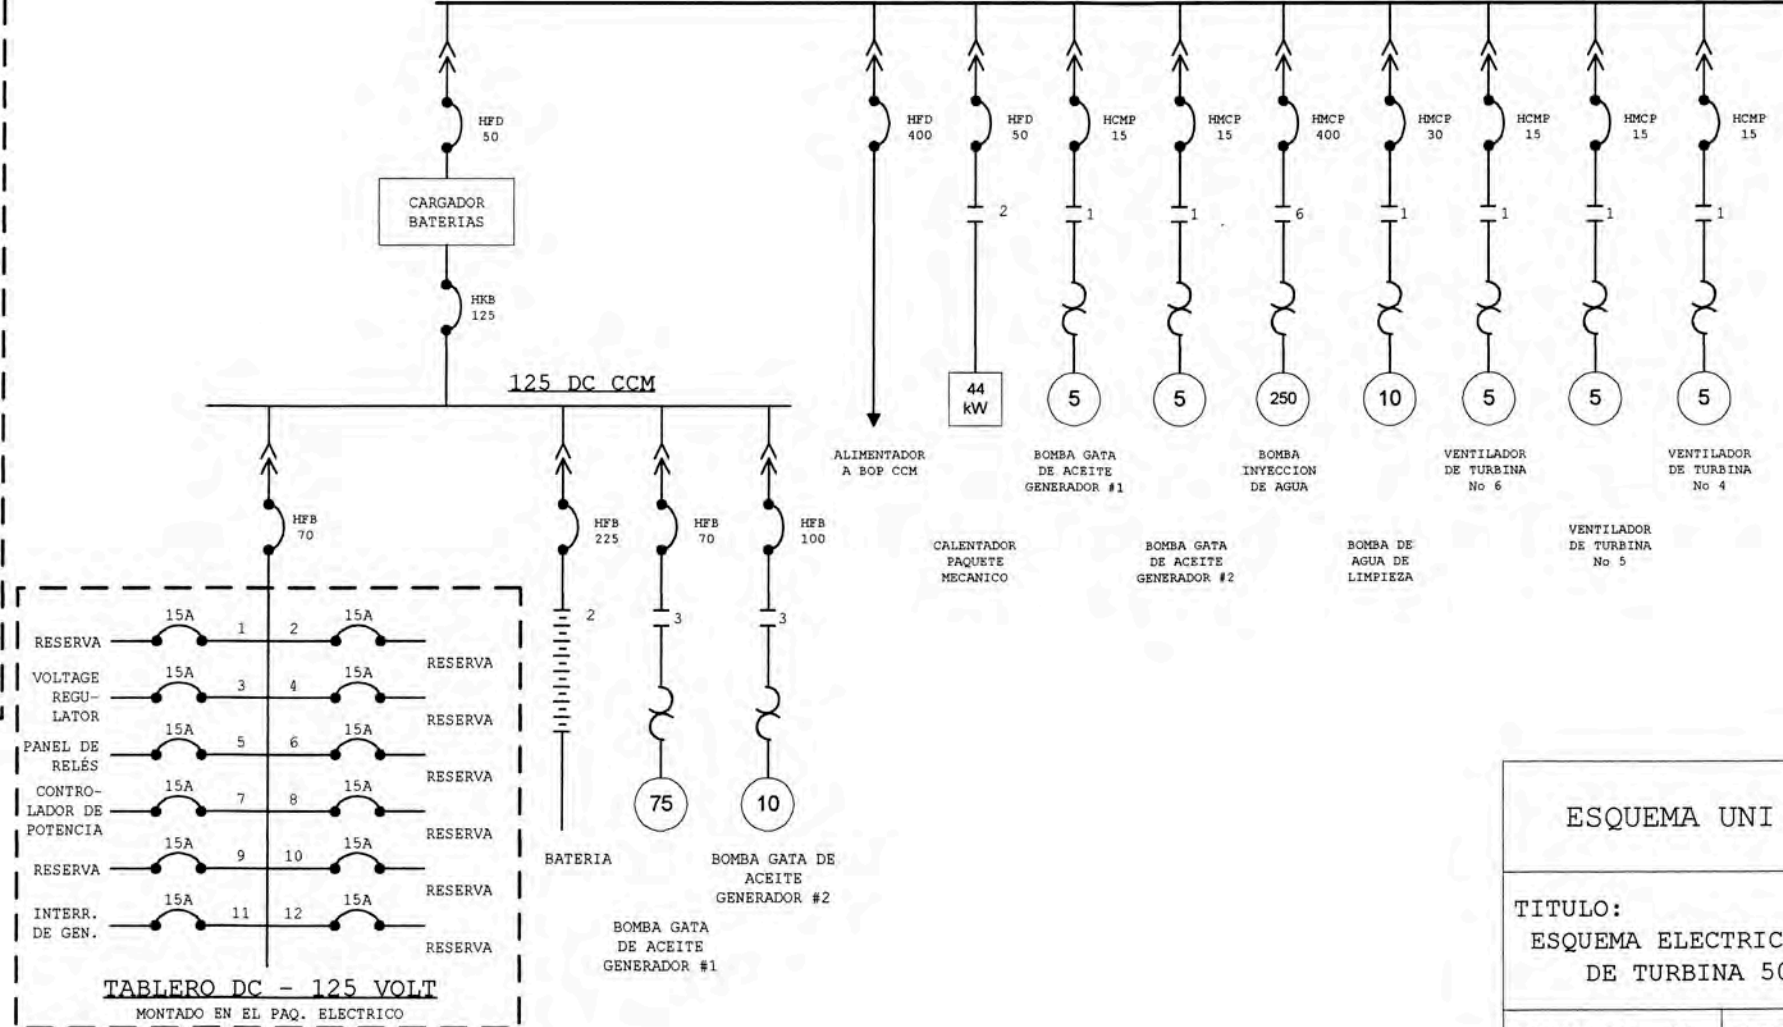 HFD
50
HFD
400
HFD
50
HCMP
15
HMCP
15
HMCP
400
HMCP
30
HCMP
15
HMCP
15
HCMP
15
CARGADOR
BATERIAS
2
1
1
6
1
1
1
1
HKB
125
125 DC CCM
44
kW
5
5
250
10
5
5
5
ALIMENTADOR
A BOP CCM
BOMBA GATA
DE ACEITE
GENERADOR #1
BOMBA
INYECCION
DE AGUA
VENTILADOR
DE TURBINA
No 6
VENTILADOR
DE TURBINA
No 4
CALENTADOR
PAQUETE
MECANICO
BOMBA GATA
DE ACEITE
GENERADOR #2
BOMBA DE
AGUA DE
LIMPIEZA
VENTILADOR
DE TURBINA
No 5
HFB
70
HFB
225
HFB
70
HFB
100
2
3
3
75
10
BATERIA
BOMBA GATA DE
ACEITE
GENERADOR #2
BOMBA GATA
DE ACEITE
GENERADOR #1
RESERVA 15A 1 2 15A RESERVA
VOLTAGE
REGU-
LATOR
15A 3 4 15A RESERVA
PANEL DE
RELÉS
15A 5 6 15A RESERVA
CONTRO-
LADOR DE
POTENCIA
15A 7 8 15A RESERVA
RESERVA 15A 9 10 15A RESERVA
INTERR.
DE GEN.
15A 11 12 15A RESERVA
TABLERO DC - 125 VOLT
MONTADO EN EL PAQ. ELECTRICO
ESQUEMA UNI
TITULO:
ESQUEMA ELECTRIC
DE TURBINA 50